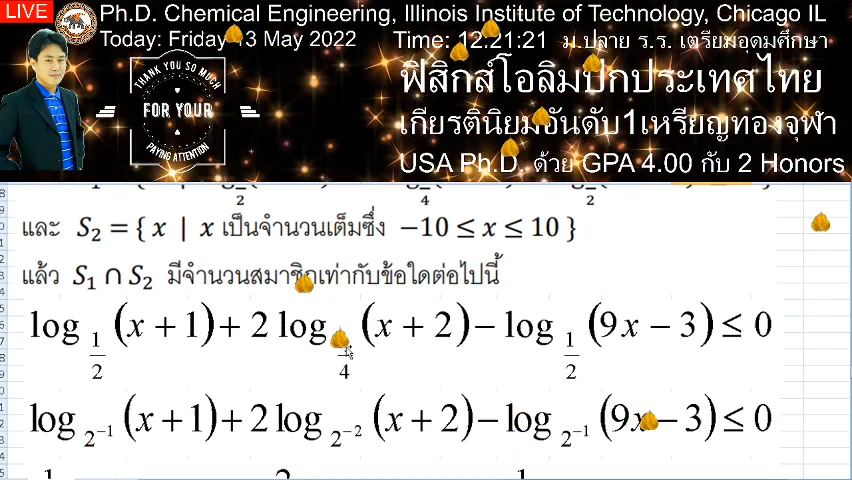 LIVE
Ph.D. Chemical Engineering, Illinois Institute of Technology, Chicago IL
Today: Friday 13 May 2022 Time: 12:21:21 ม.ปลาย ร.ร. เตรียมอุดมศึกษา
THANK YOU SO MUCH
FOR YOUR
PAYING ATTENTION
ฟิสิกส์โอลิมปิกประเทศไทย
เกียรตินิยมอันดับ1เหรียญทองจุฬา
USA Ph.D. ด้วย GPA 4.00 กับ 2 Honors
และ S₂ = { x | x เป็นจำนวนเต็มซึ่ง −10 ≤ x ≤ 10 }
แล้ว S₁ ∩ S₂ มีจำนวนสมาชิกเท่ากับข้อใดต่อไปนี้
log 1/2 (x + 1) + 2 log /4 (x + 2) − log 1/2 (9x − 3) ≤ 0
log 2⁻¹ (x + 1) + 2 log 2⁻² (x + 2) − log 2⁻¹ (9x − 3) ≤ 0